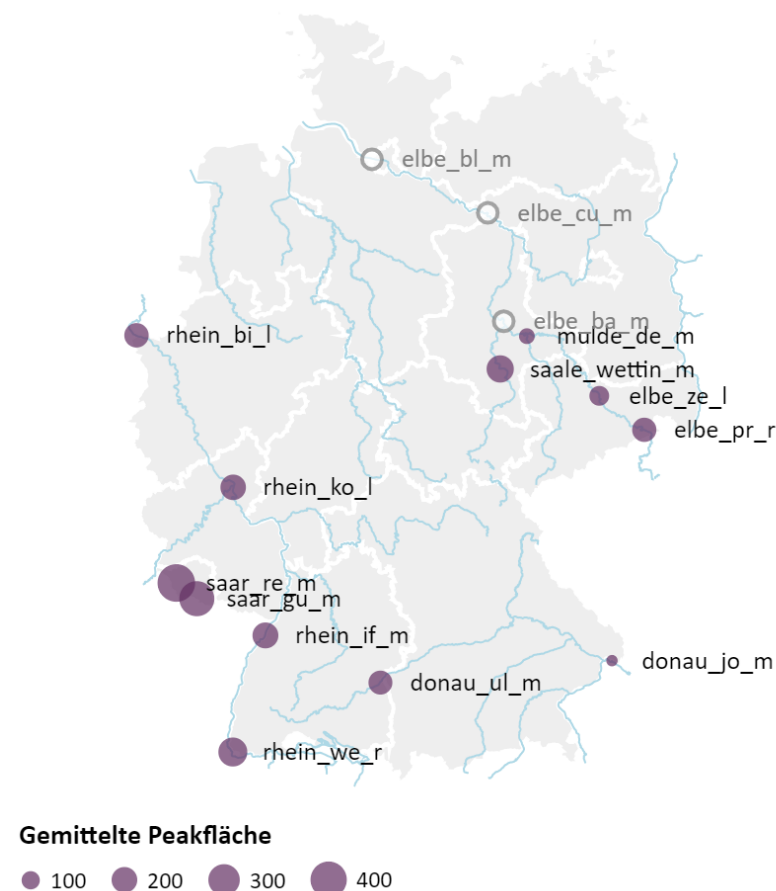 elbe_bl_m
elbe_cu_m
elbe_ba_m
rhein_bi_l
mulde_de_m
saale_wettin_m
elbe_ze_l
elbe_pr_r
rhein_ko_l
saar_re_m
saar_gu_m
rhein_if_m
donau_jo_m
donau_ul_m
rhein_we_r
Gemittelte Peakfläche
100 200 300 400